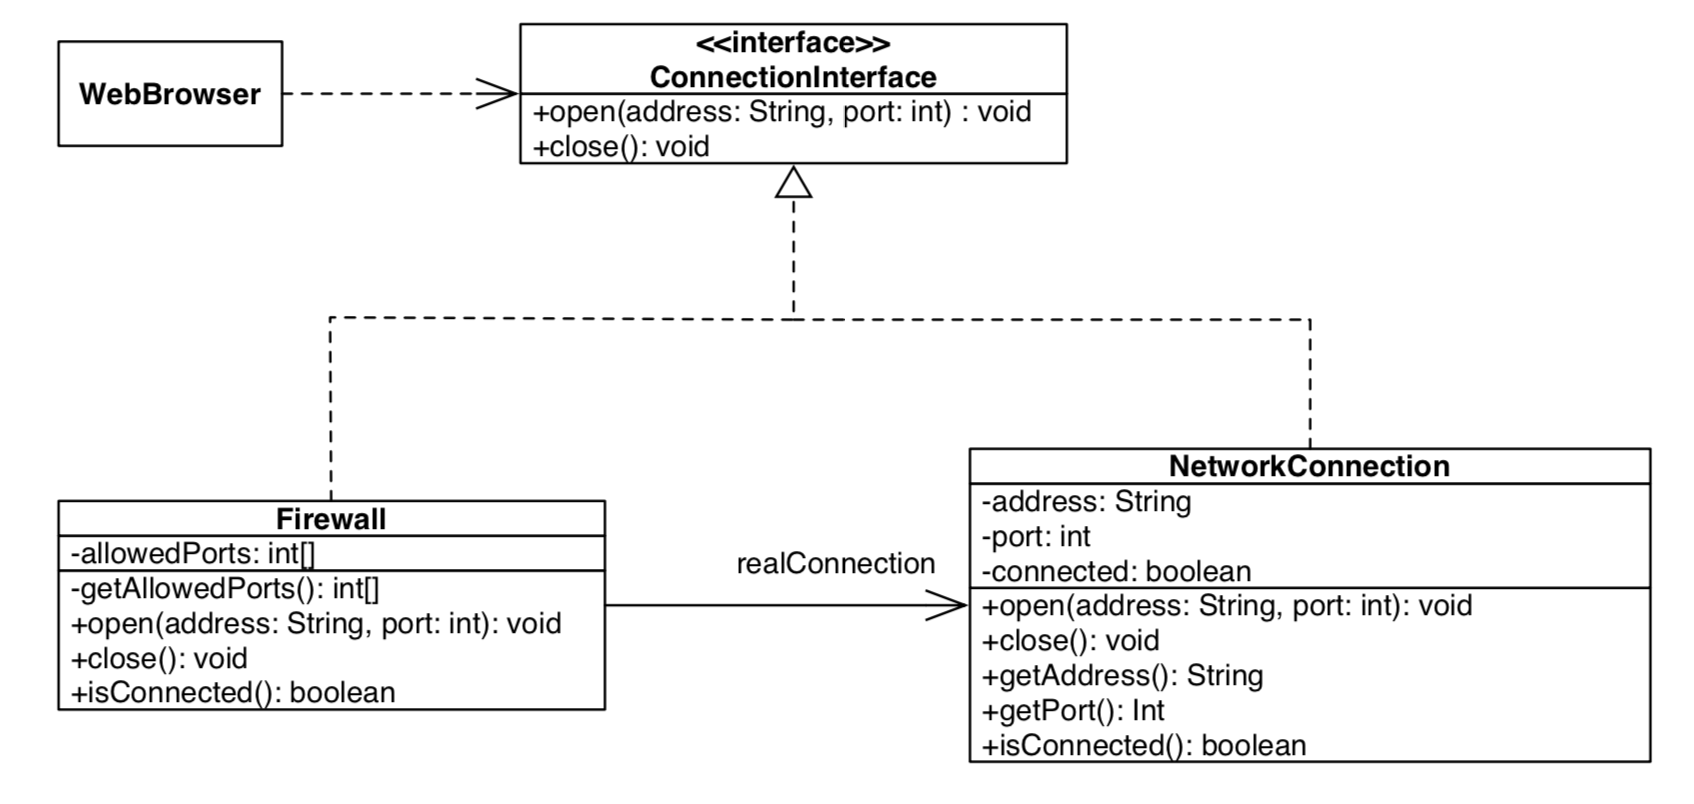 WebBrowser
<<interface>>
ConnectionInterface
+open(address: String, port: int) : void
+close(): void
Firewall
-allowedPorts: int[]
-getAllowedPorts(): int[]
+open(address: String, port: int): void
+close(): void
+isConnected(): boolean
realConnection
NetworkConnection
-address: String
-port: int
-connected: boolean
+open(address: String, port: int): void
+close(): void
+getAddress(): String
+getPort(): Int
+isConnected(): boolean